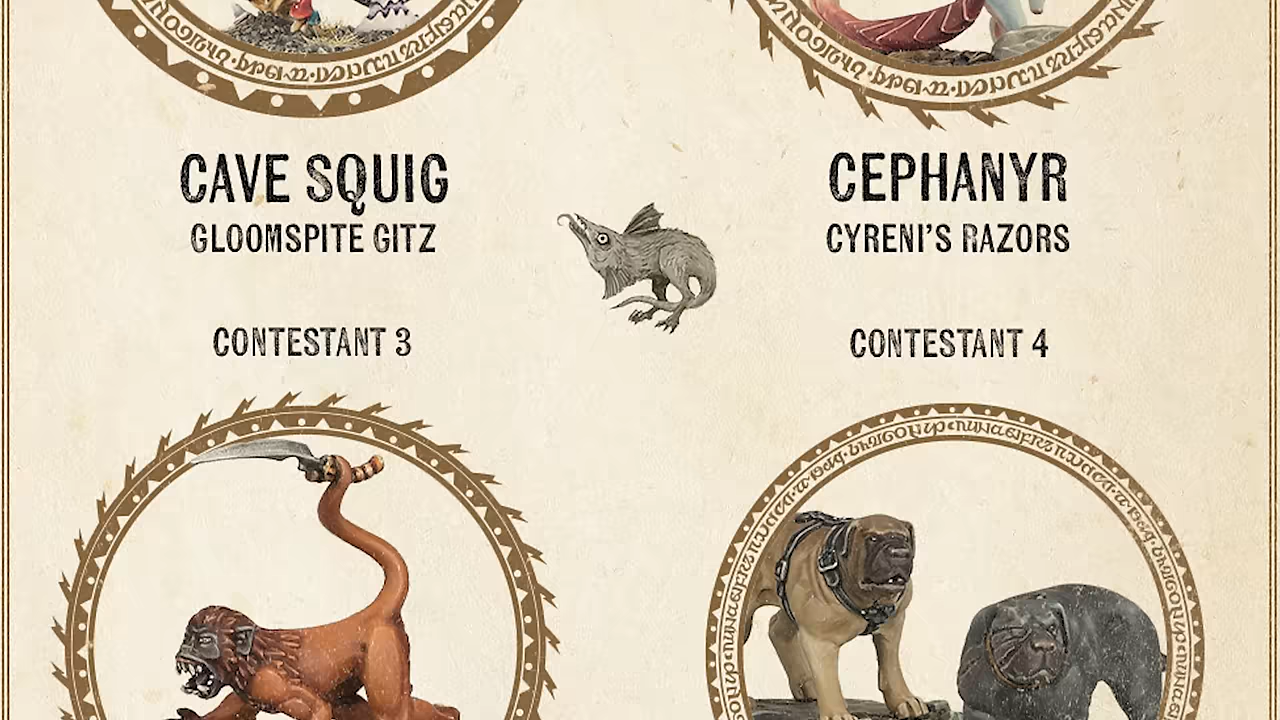 CAVE SQUIG
GLOOMSPITE GITZ
CEPHANYR
CYRENI'S RAZORS
CONTESTANT 3
CONTESTANT 4